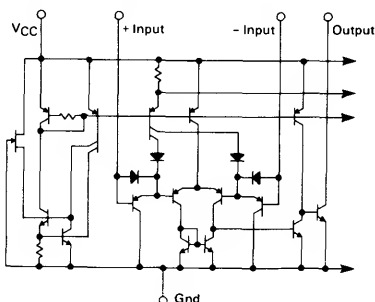 VCC
+ Input
- Input
Output
Gnd